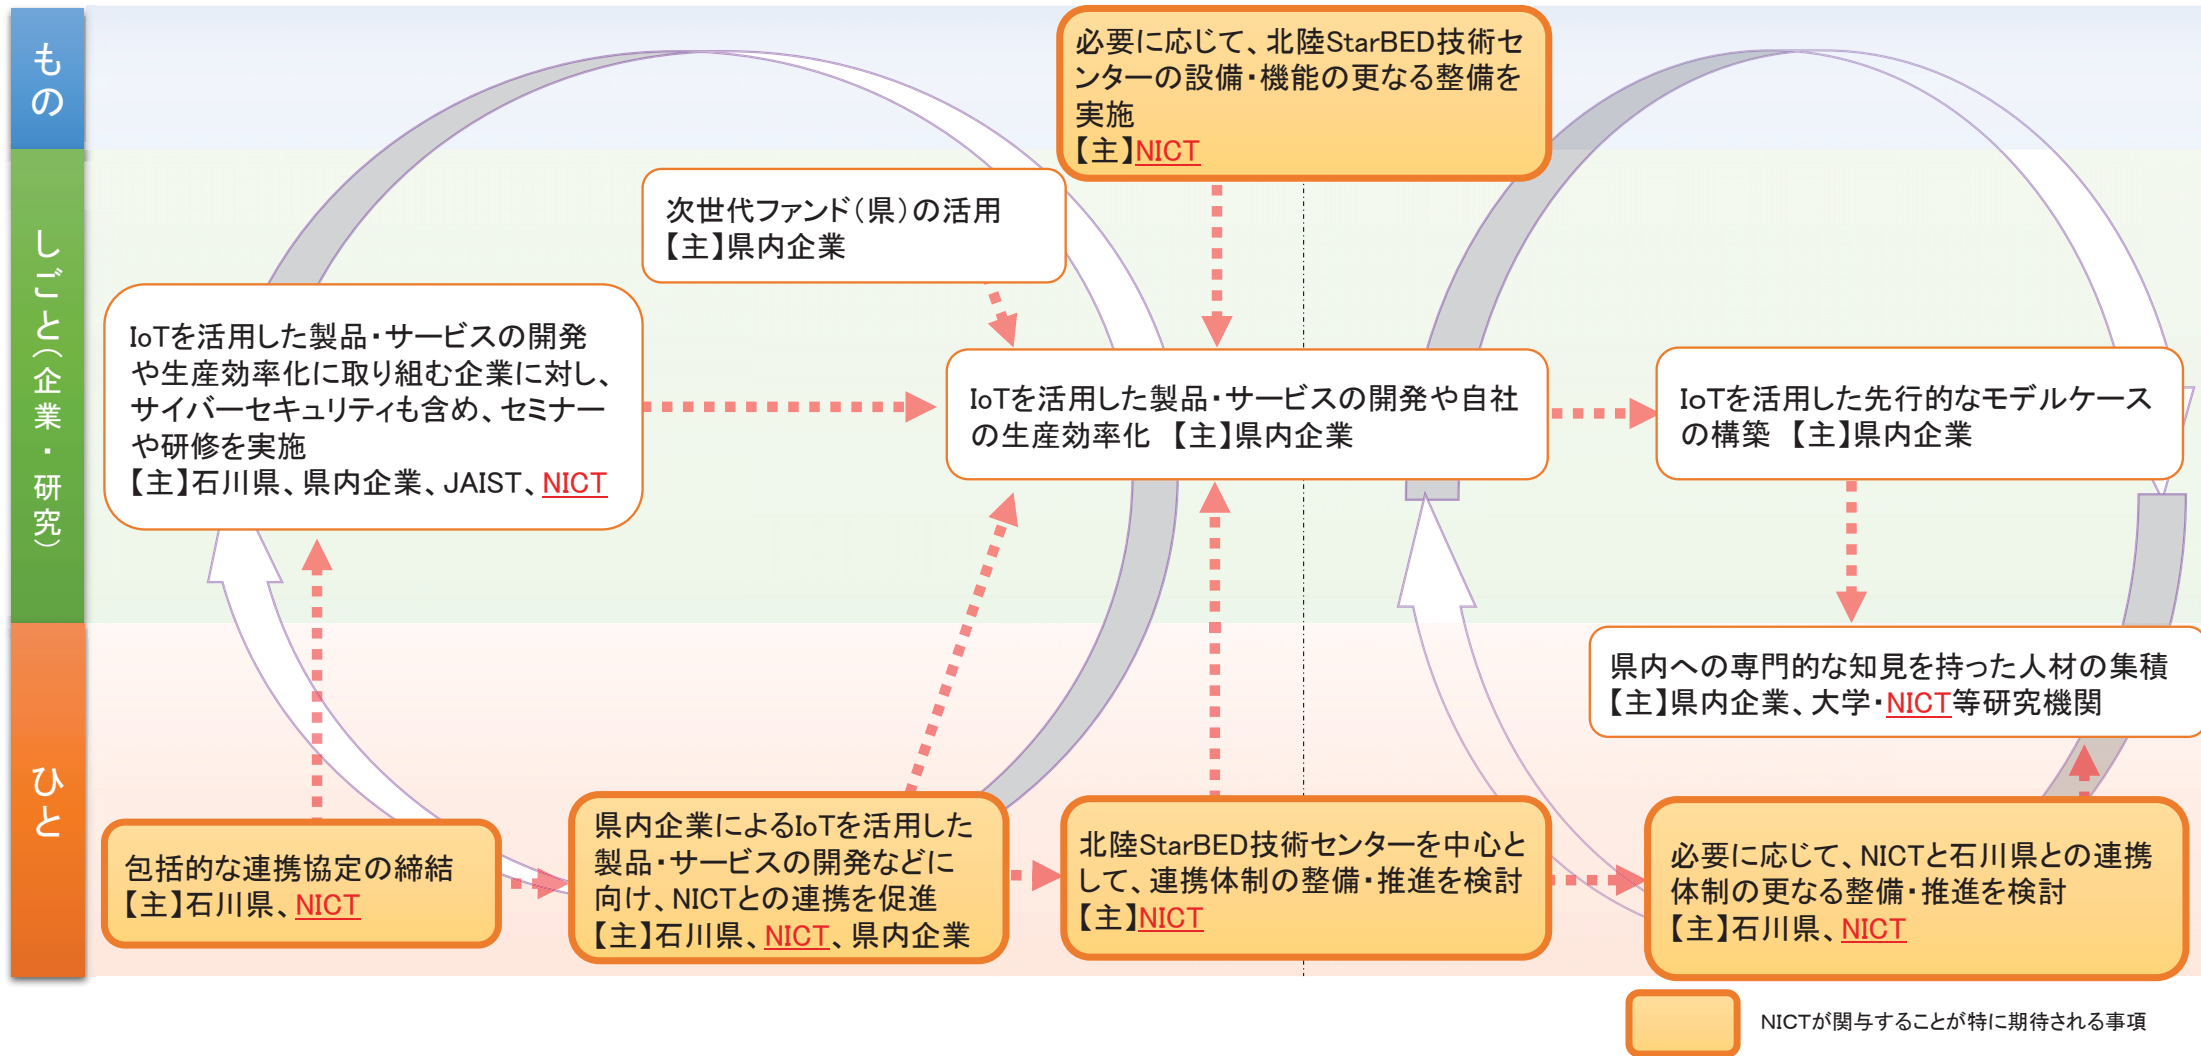 もの
必要に応じて、北陸StarBED技術セ
ンターの設備・機能の更なる整備を
実施
【主】NICT
しごと（企業・研究）
次世代ファンド（県）の活用
【主】県内企業
IoTを活用した製品・サービスの開発
や生産効率化に取り組む企業に対し、
サイバーセキュリティも含め、セミナー
や研修を実施
【主】石川県、県内企業、JAIST、NICT
IoTを活用した製品・サービスの開発や自社
の生産効率化 【主】県内企業
IoTを活用した先行的なモデルケース
の構築 【主】県内企業
ひと
県内への専門的な知見を持った人材の集積
【主】県内企業、大学・NICT等研究機関
包括的な連携協定の締結
【主】石川県、NICT
県内企業によるIoTを活用した
製品・サービスの開発などに
向け、NICTとの連携を促進
【主】石川県、NICT、県内企業
北陸StarBED技術センターを中心と
して、連携体制の整備・推進を検討
【主】NICT
必要に応じて、NICTと石川県との連携
体制の更なる整備・推進を検討
【主】石川県、NICT
NICTが関与することが特に期待される事項